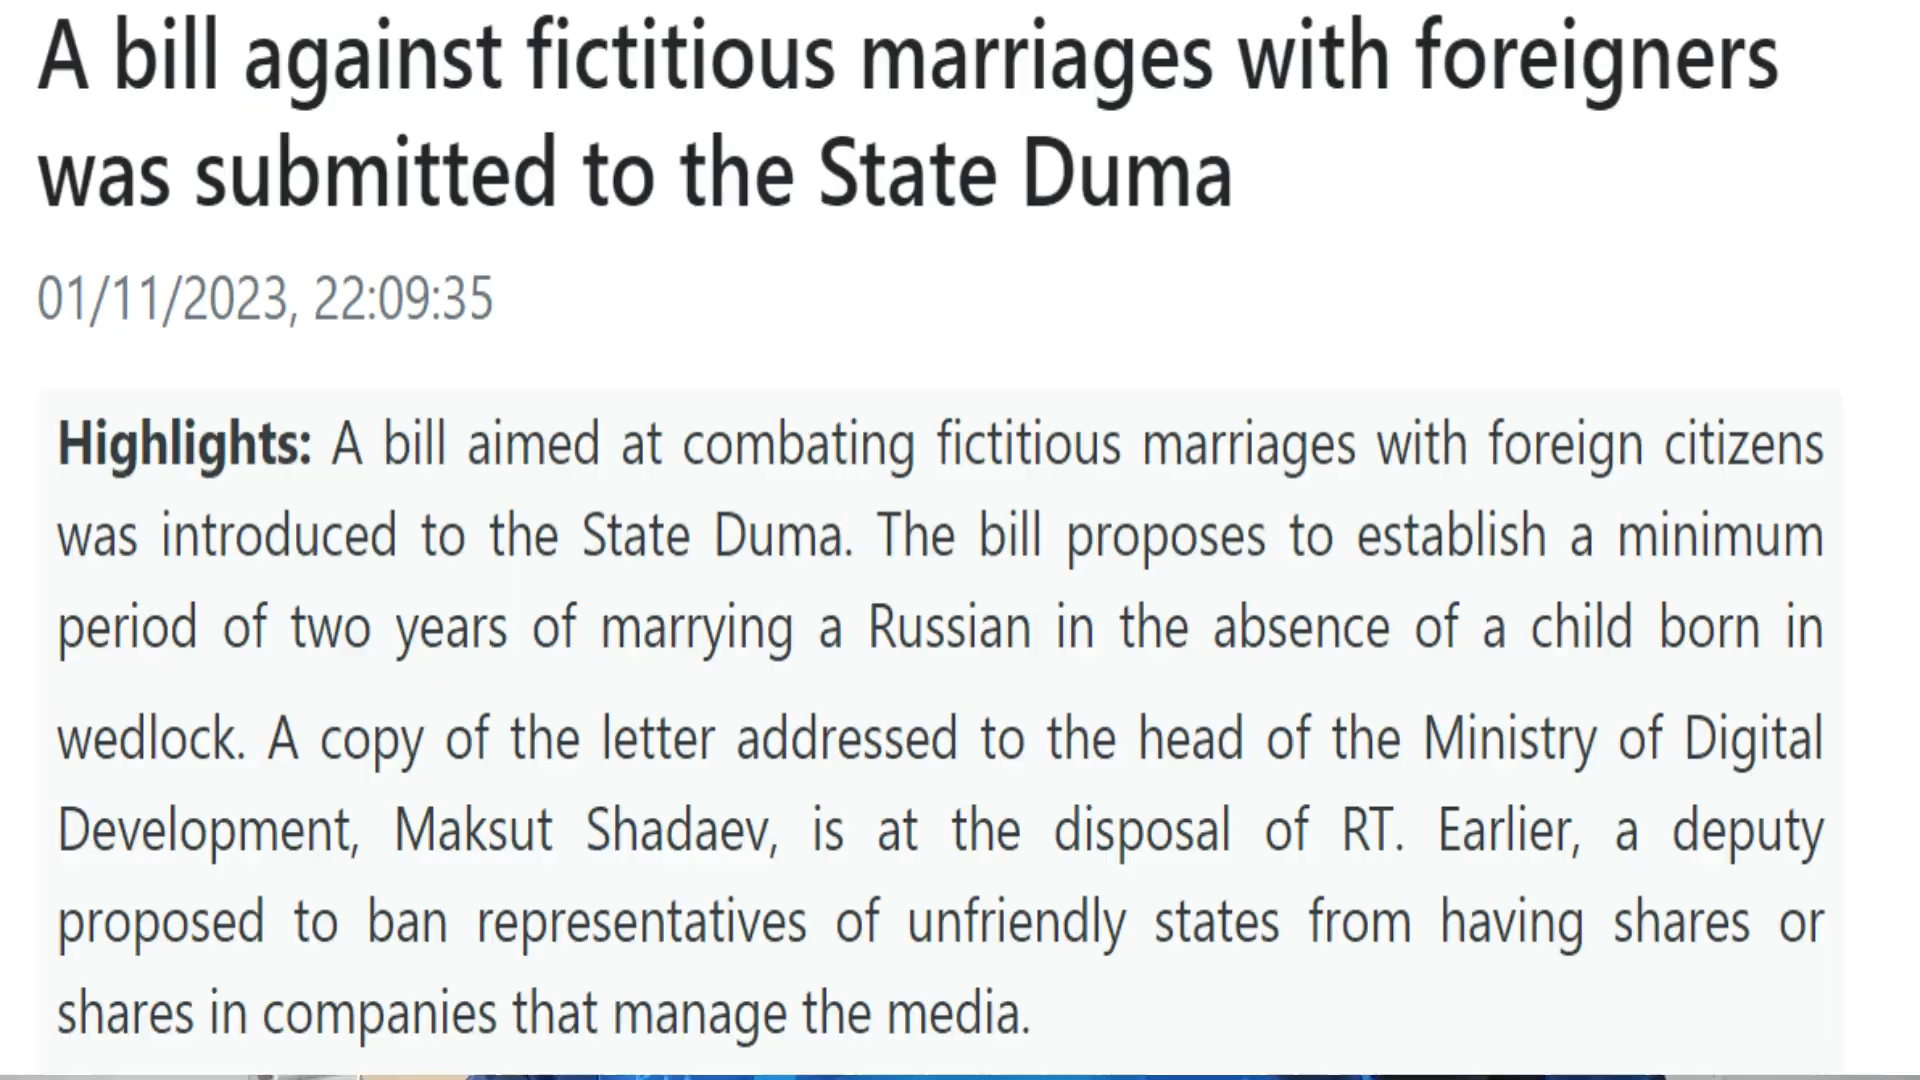 A bill against fictitious marriages with foreigners
was submitted to the State Duma
01/11/2023, 22:09:35
Highlights: A bill aimed at combating fictitious marriages with foreign citizens
was introduced to the State Duma. The bill proposes to establish a minimum
period of two years of marrying a Russian in the absence of a child born in
wedlock. A copy of the letter addressed to the head of the Ministry of Digital
Development, Maksut Shadaev, is at the disposal of RT. Earlier, a deputy
proposed to ban representatives of unfriendly states from having shares or
shares in companies that manage the media.